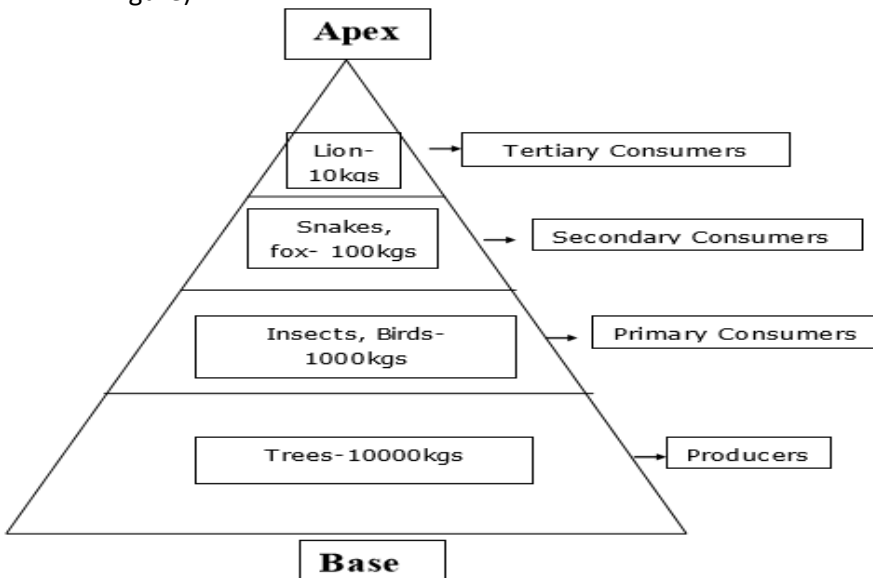 Apex
Lion-
10kgs
Tertiary Consumers
Snakes,
fox- 100kgs
Secondary Consumers
Insects, Birds-
1000kgs
Primary Consumers
Trees-10000kgs
Producers
Base